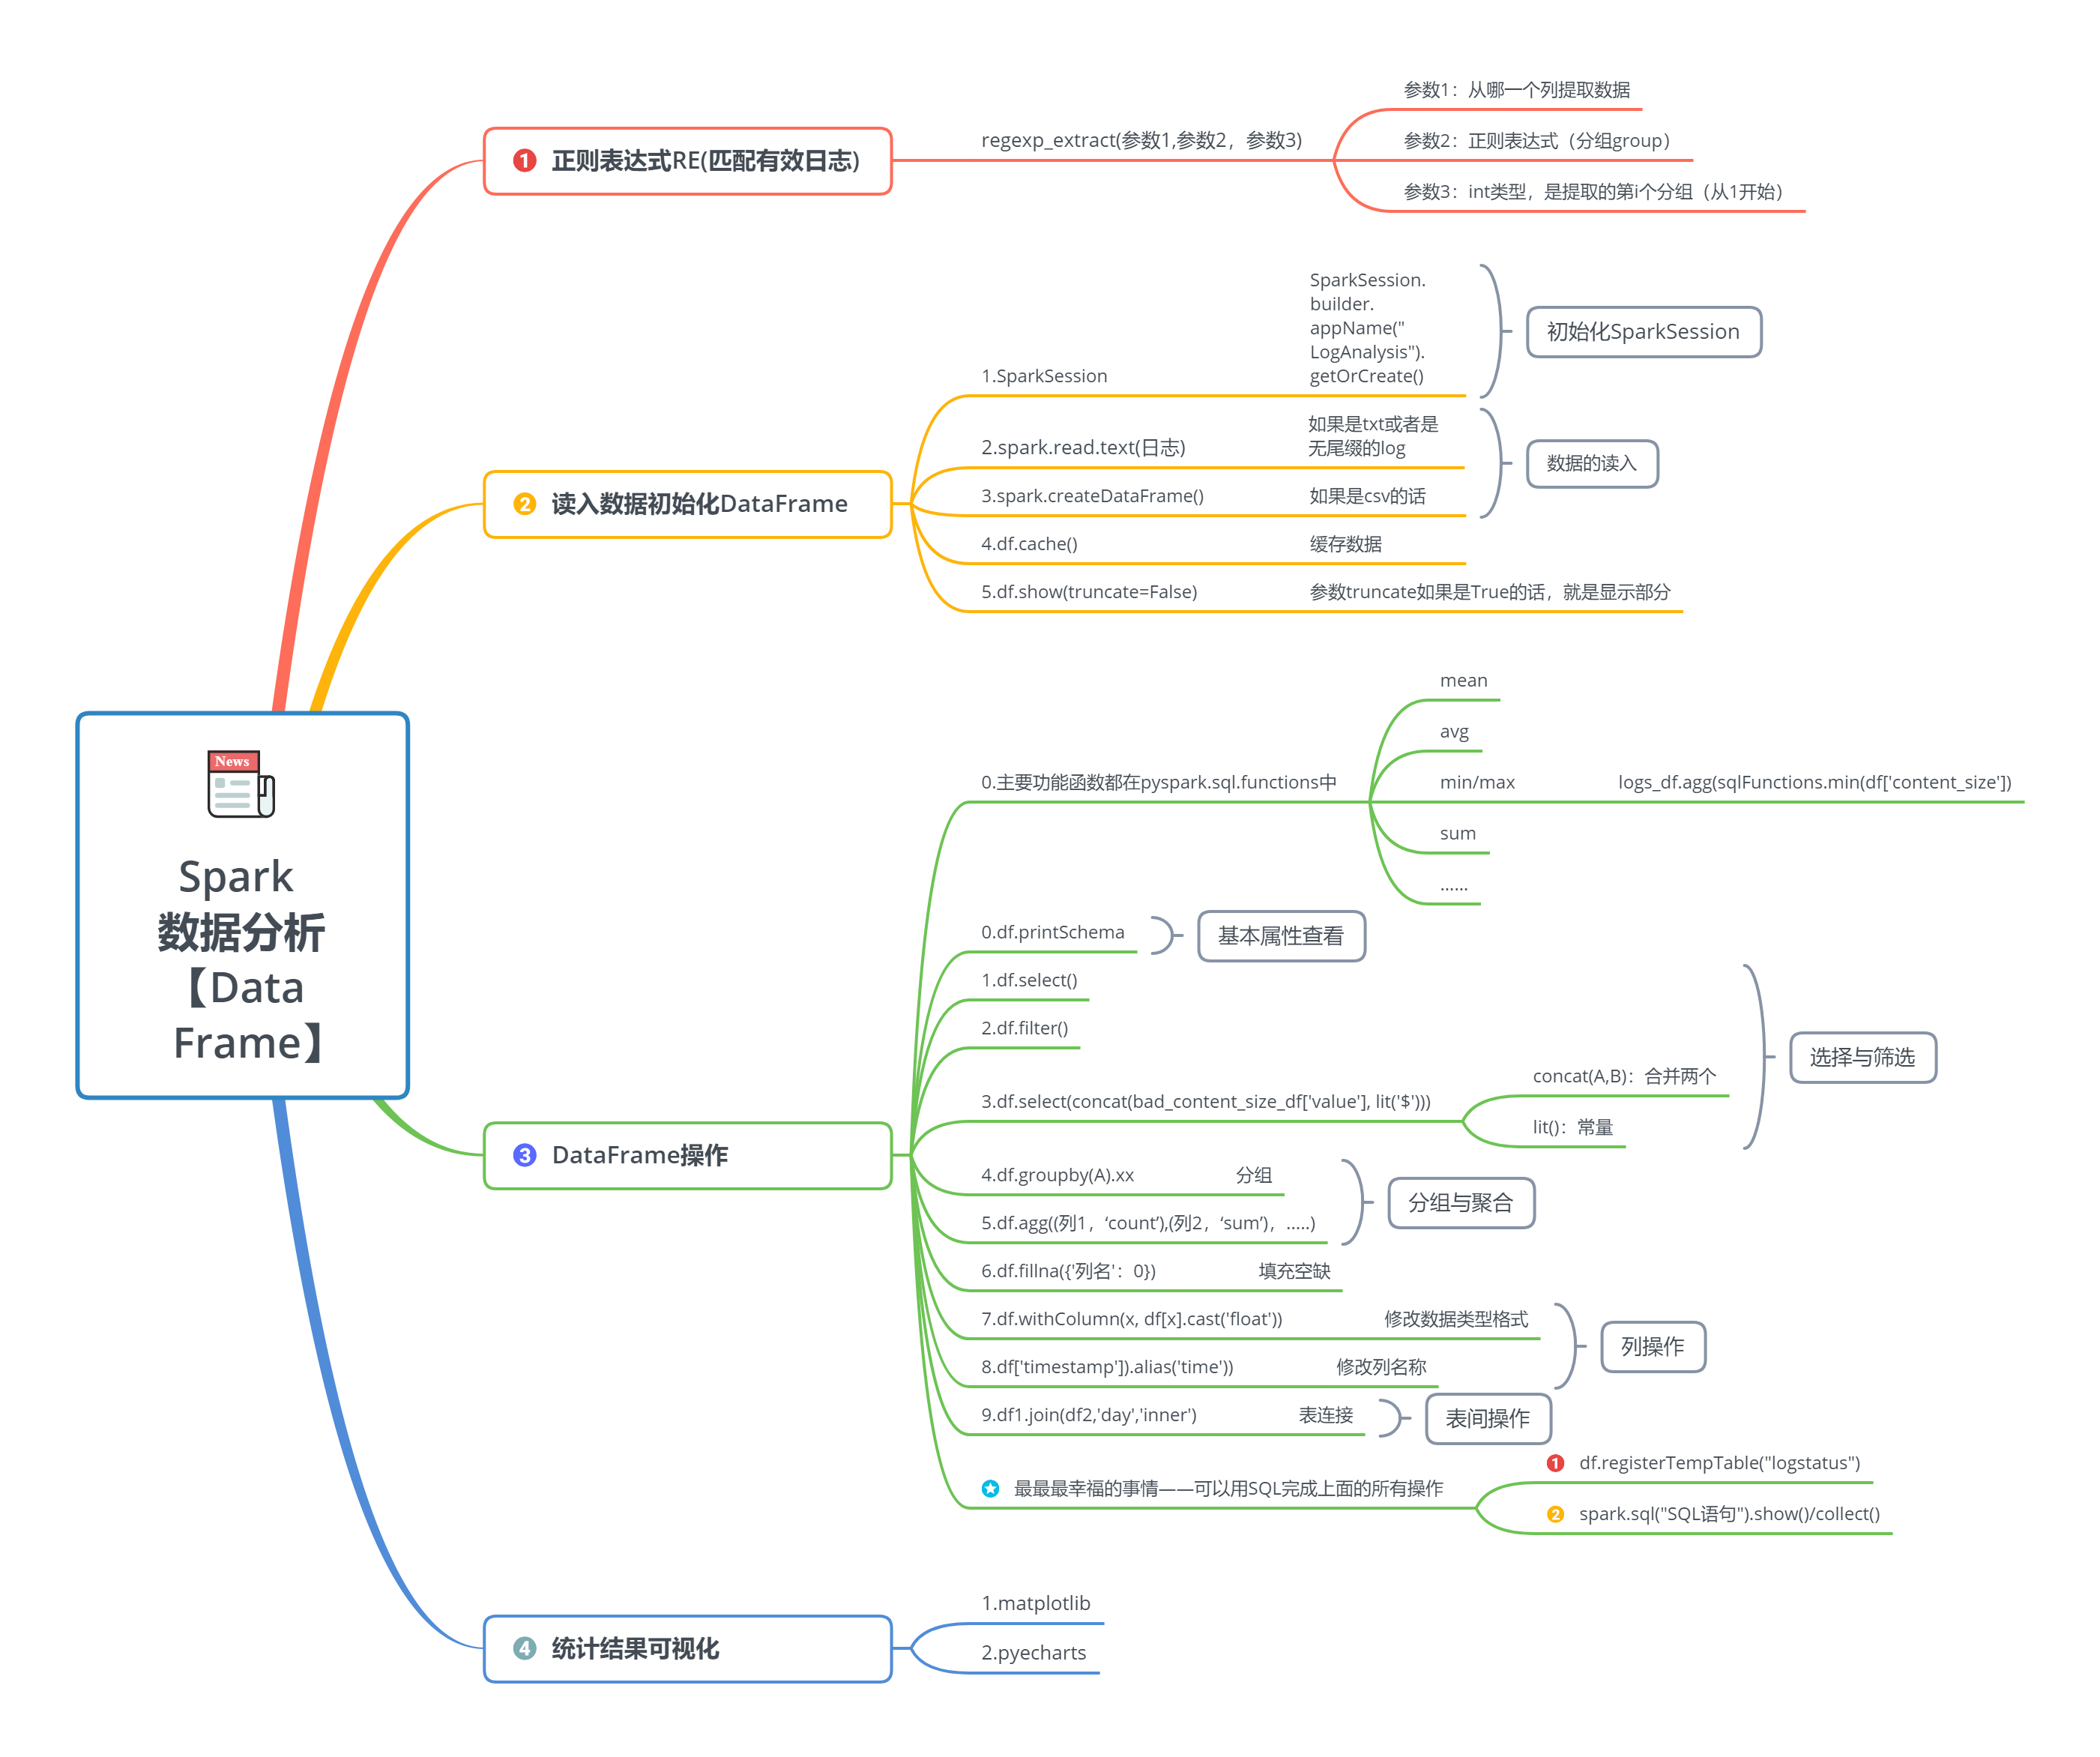 News
Spark
数据分析
【Data
Frame】
1 正则表达式RE(匹配有效日志)
regexp_extract(参数1,参数2，参数3)
参数1：从哪一个列提取数据
参数2：正则表达式（分组group）
参数3：int类型，是提取的第i个分组（从1开始）
2 读入数据初始化DataFrame
1.SparkSession
SparkSession.
builder.
appName("
LogAnalysis").
getOrCreate()
初始化SparkSession
2.spark.read.text(日志)
如果是txt或者是
无尾缀的log
3.spark.createDataFrame()
如果是csv的话
数据的读入
4.df.cache()
缓存数据
5.df.show(truncate=False)
参数truncate如果是True的话，就是显示部分
3 DataFrame操作
0.主要功能函数都在pyspark.sql.functions中
mean
avg
min/max
logs_df.agg(sqlFunctions.min(df['content_size'])
sum
......
0.df.printSchema
基本属性查看
1.df.select()
2.df.filter()
3.df.select(concat(bad_content_size_df['value'], lit('$')))
concat(A,B)：合并两个
lit()：常量
选择与筛选
4.df.groupby(A).xx
分组
5.df.agg((列1，‘count’),(列2，‘sum’)，.....)
分组与聚合
6.df.fillna({'列名'：0})
填充空缺
7.df.withColumn(x, df[x].cast('float'))
修改数据类型格式
8.df['timestamp']).alias('time'))
修改列名称
列操作
9.df1.join(df2,'day','inner')
表连接
表间操作
最最最幸福的事情——可以用SQL完成上面的所有操作
1 df.registerTempTable("logstatus")
2 spark.sql("SQL语句").show()/collect()
4 统计结果可视化
1.matplotlib
2.pyecharts